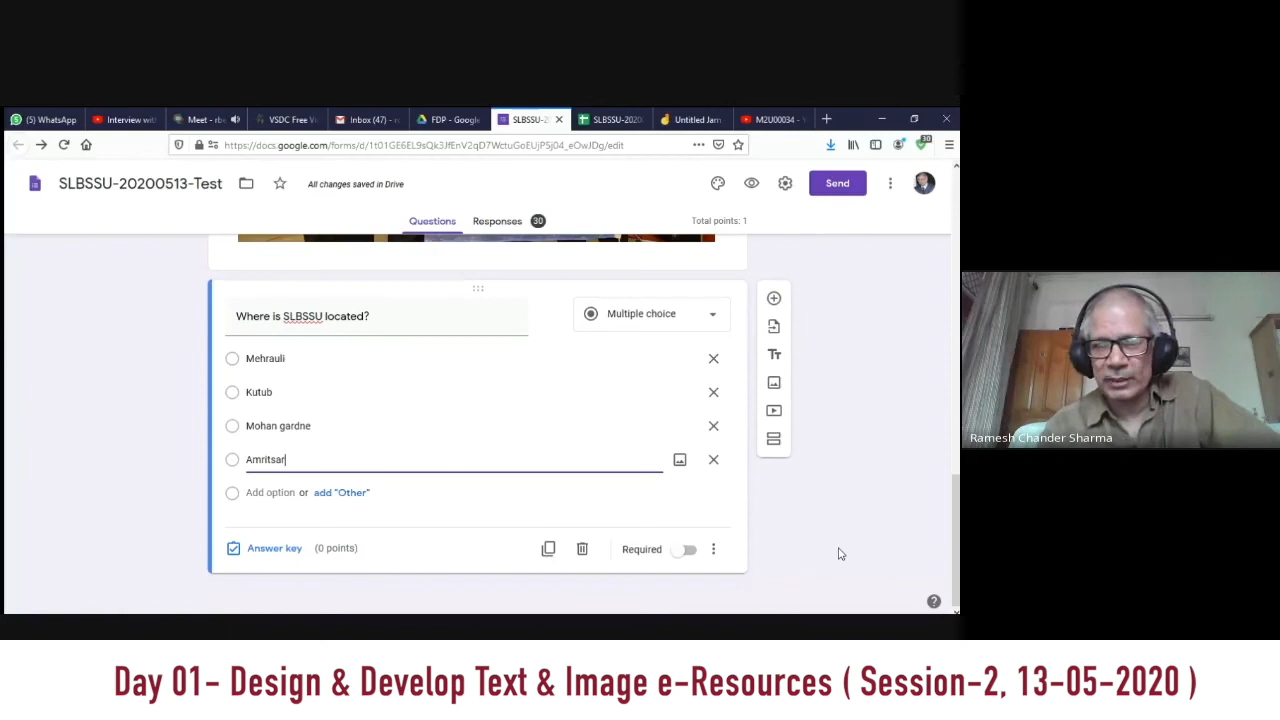 (5) WhatsApp
Interview wit
Meet - rbe
VSDC Free Vi
Inbox (47) - r
FDP - Google
SLBSSU-2
SLBSSU-2020
Untitled Jam
M2U00034 -
https://docs.google.com/forms/d/1t01GE6EL9sQk3JfEnV2qD7WctuGoEUjP5j04_eOwJDg/edit
SLBSSU-20200513-Test
All changes saved in Drive
Send
Questions
Responses
30
Total points: 1
Where is SLBSSU located?
Multiple choice
Mehrauli
Kutub
Mohan gardne
Amritsar
Add option or add "Other"
Answer key
(0 points)
Required
Ramesh Chander Sharma
Day 01- Design & Develop Text & Image e-Resources ( Session-2, 13-05-2020 )